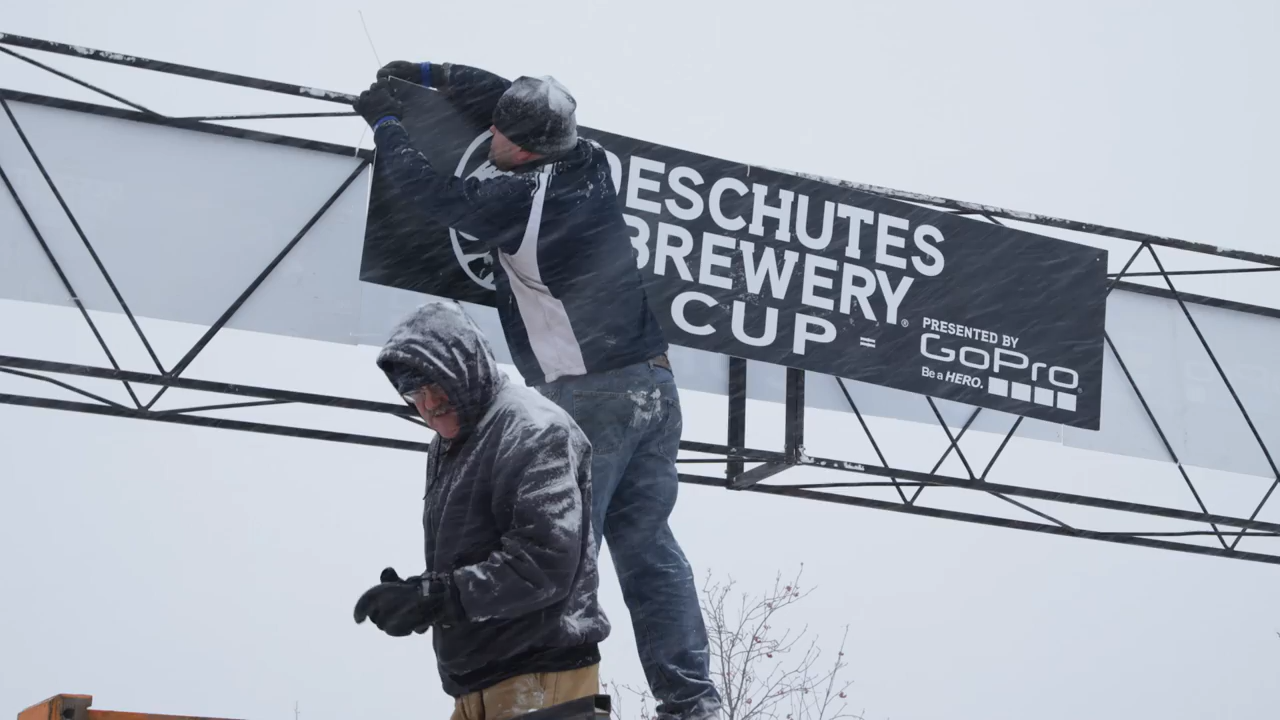 DESCHUTES
BREWERY®
CUP =
PRESENTED BY
GoPro®
Be a HERO.